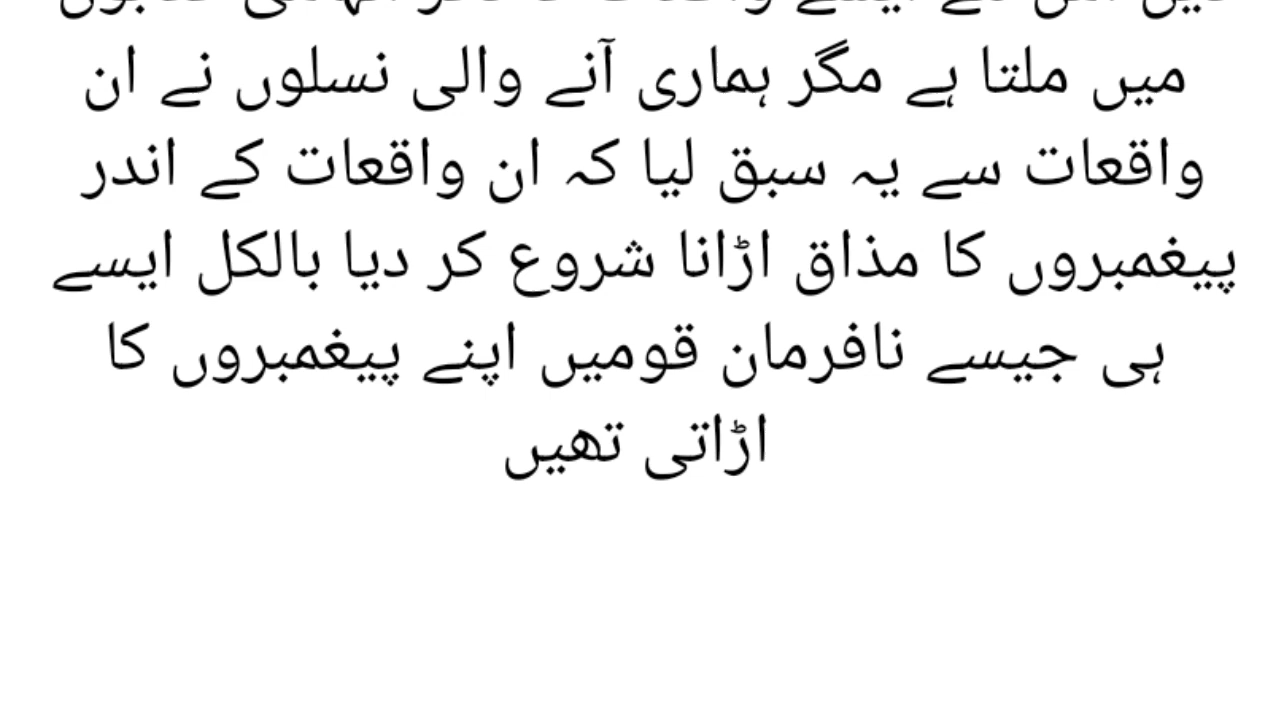 میں ملتا ہے مگر ہماری آنے والی نسلوں نے ان
واقعات سے یہ سبق لیا کہ ان واقعات کے اندر
پیغمبروں کا مذاق اڑانا شروع کر دیا بالکل ایسے
ہی جیسے نافرمان قومیں اپنے پیغمبروں کا
اڑاتی تھیں